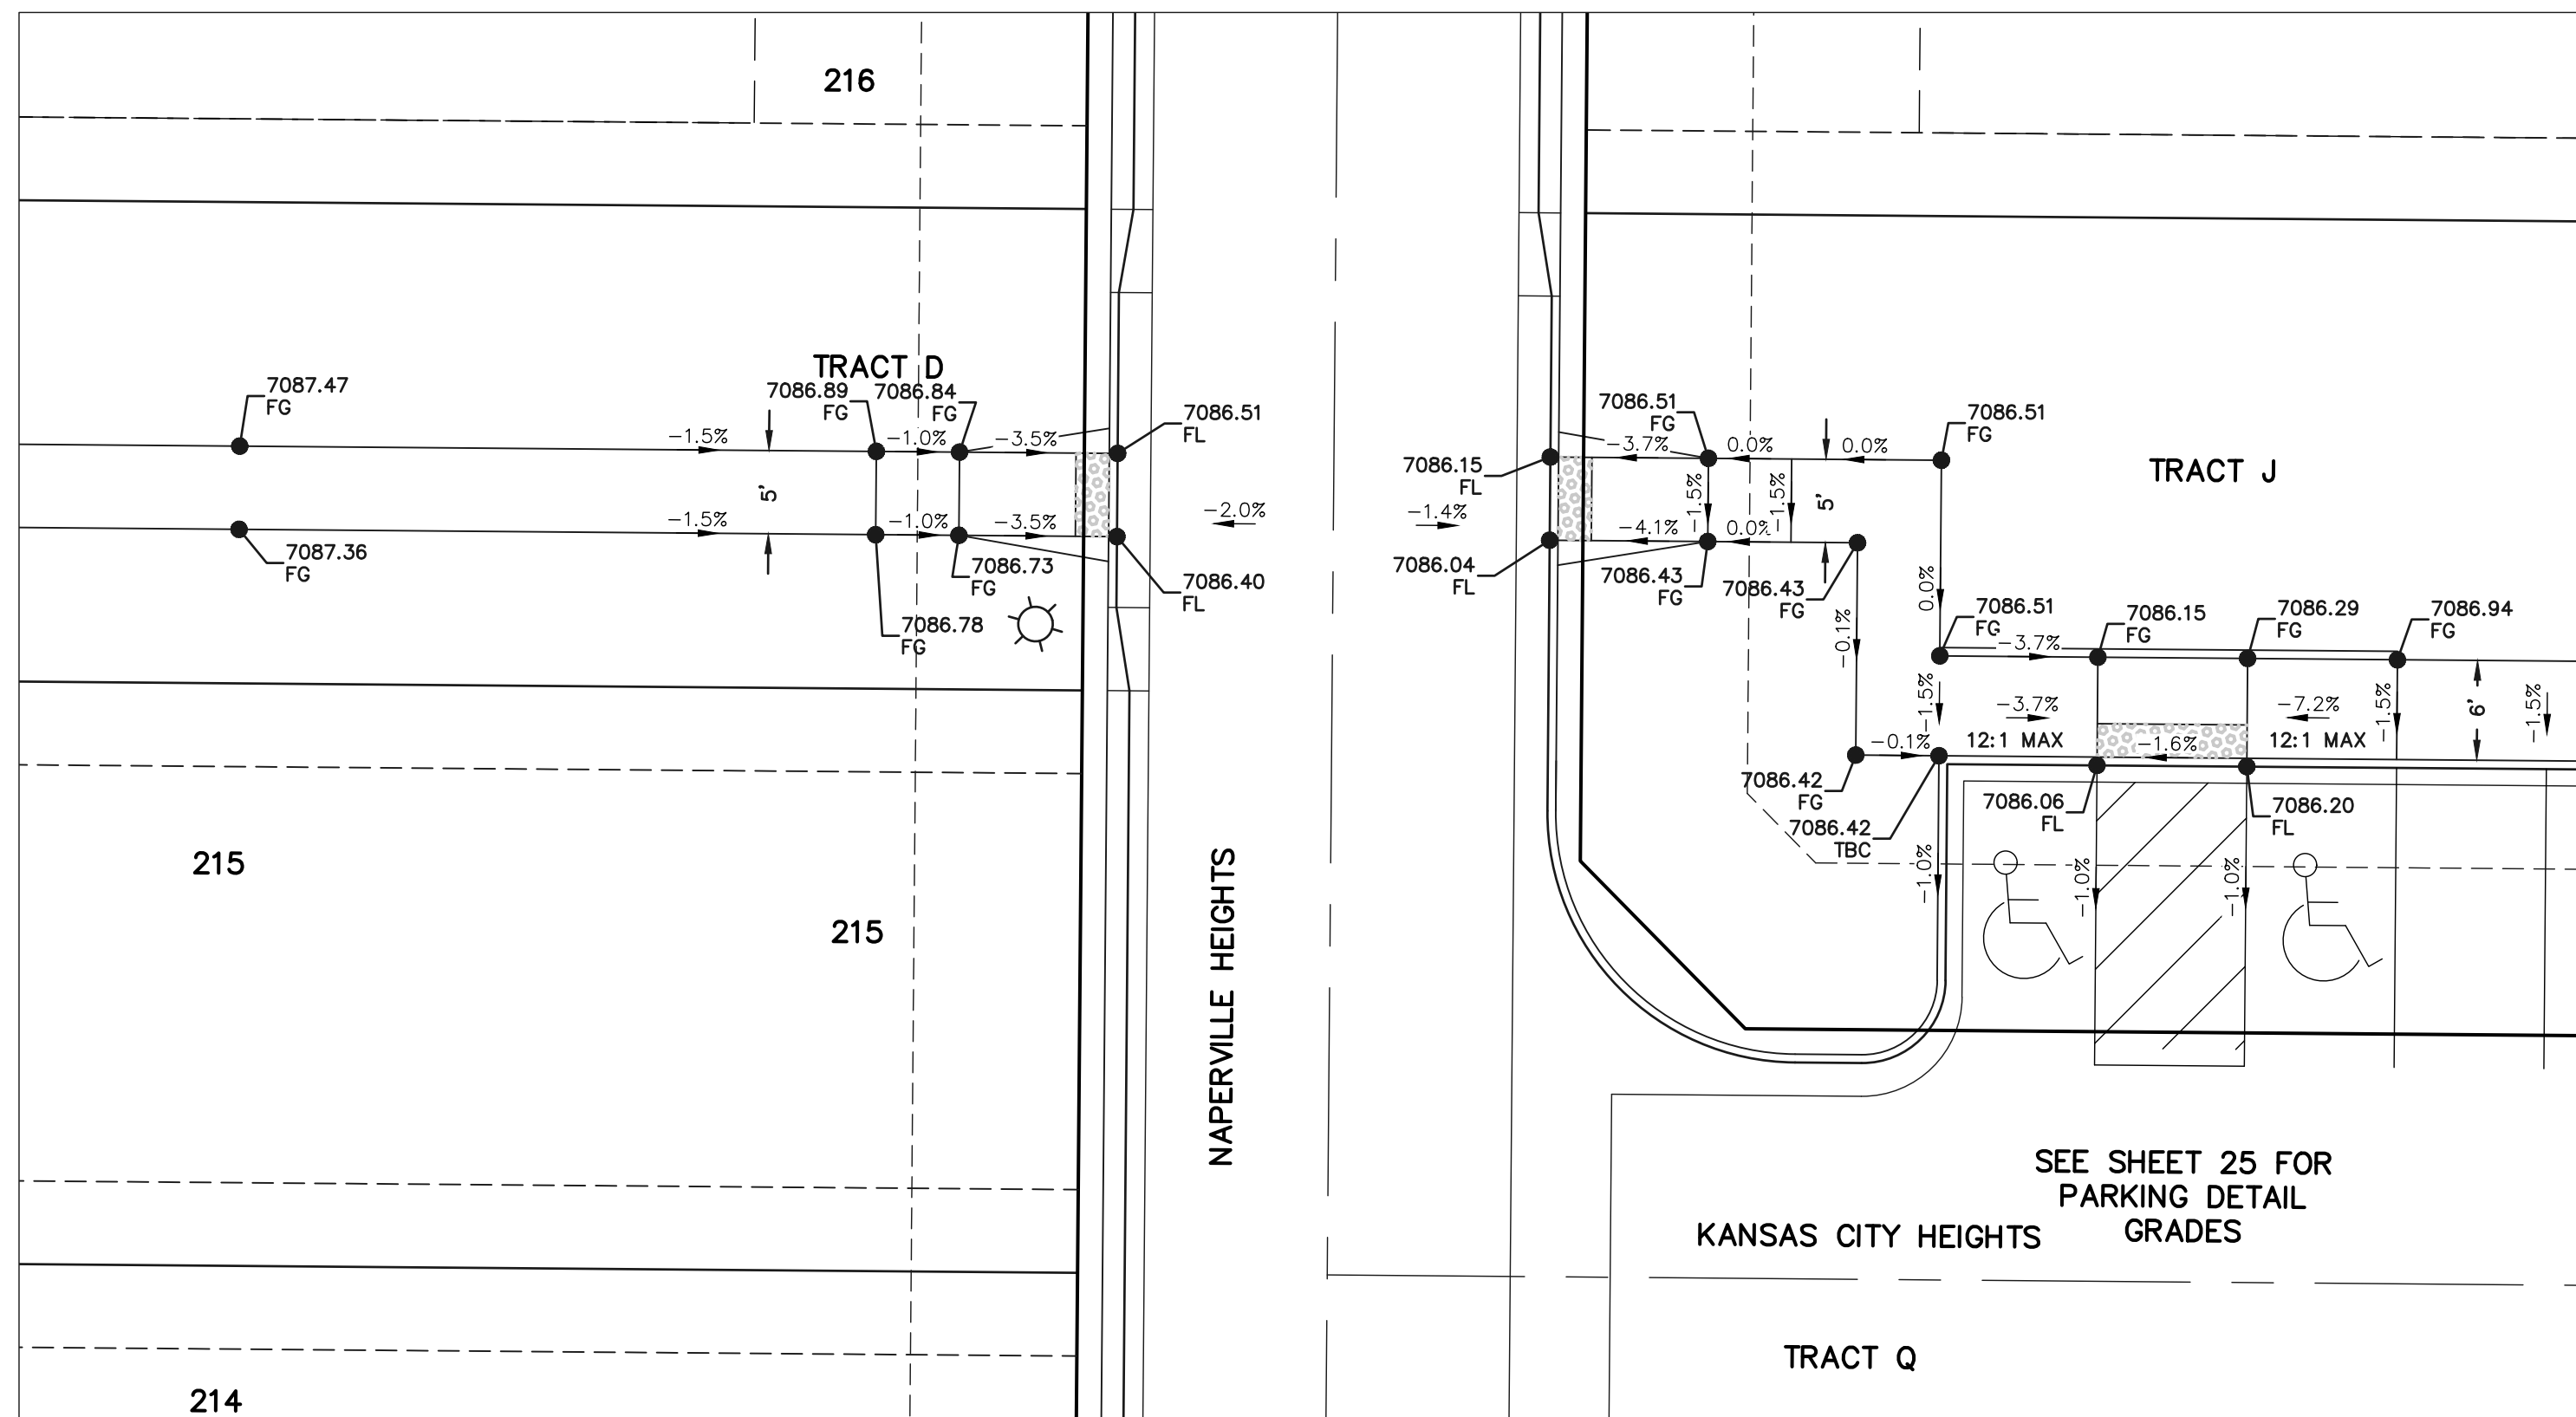 216
TRACT D
7087.47
FG
7086.89
FG
7086.84
FG
7086.51
FL
-1.5%
-1.0%
-3.5%
5'
-1.5%
-1.0%
-3.5%
7087.36
FG
7086.73
FG
7086.78
FG
7086.40
FL
-2.0%
-1.4%
7086.51
FG
7086.51
FG
7086.15
FL
-3.7%
0.0%
0.0%
TRACT J
-1.5%
-1.5%
5'
-4.1%
0.0%
7086.04
FL
7086.43
FG
7086.43
FG
0.0%
-0.1%
7086.51
FG
7086.15
FG
7086.29
FG
7086.94
FG
-3.7%
-1.5%
-3.7%
-7.2%
-1.5%
6'
-1.5%
-0.1%
12:1 MAX
-1.6%
12:1 MAX
7086.42
FG
7086.42
TBC
7086.06
FL
7086.20
FL
-1.0%
-1.0%
-1.0%
215
215
NAPERVILLE HEIGHTS
SEE SHEET 25 FOR
PARKING DETAIL
GRADES
KANSAS CITY HEIGHTS
TRACT Q
214